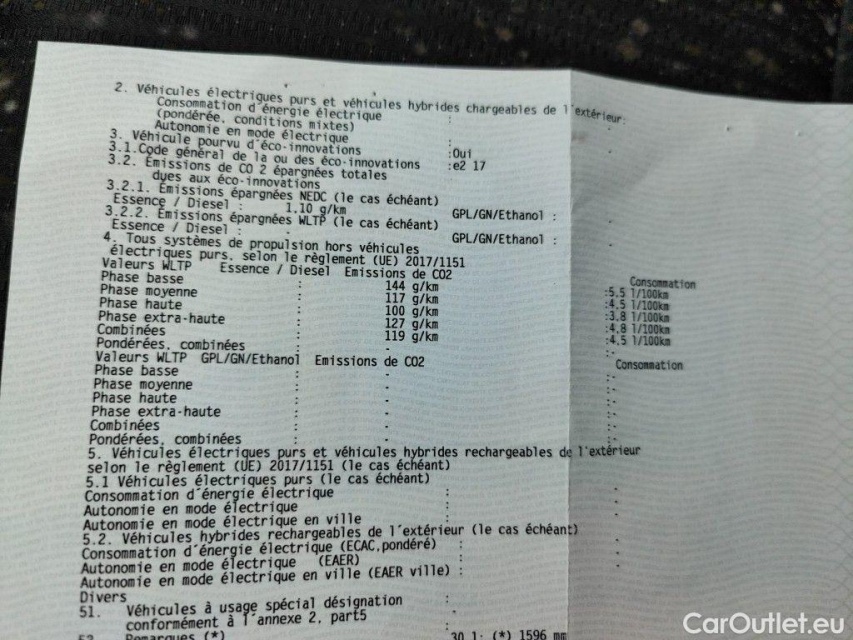 2. Véhicules électriques purs et véhicules hybrides chargeables de l'extérieur:
Consommation d'énergie électrique :
(pondérée, conditions mixtes)
Autonomie en mode électrique :
3. Véhicule pourvu d'éco-innovations :Oui
3.1.Code général de la ou des éco-innovations :e2 17
3.2. Émissions de CO 2 épargnées totales
dues aux éco-innovations
3.2.1. Émissions épargnées NEDC (le cas échéant)
Essence / Diesel : 1.10 g/km GPL/GN/Ethanol : -
3.2.2. Émissions épargnées WLTP (le cas échéant)
Essence / Diesel : - GPL/GN/Ethanol : -
4. Tous systèmes de propulsion hors véhicules
électriques purs, selon le règlement (UE) 2017/1151
Valeurs WLTP Essence / Diesel Emissions de CO2 Consommation
Phase basse : 144 g/km :5.5 l/100km
Phase moyenne : 117 g/km :4.5 l/100km
Phase haute : 100 g/km :3.8 l/100km
Phase extra-haute : 127 g/km :4.8 l/100km
Combinées : 119 g/km :4.5 l/100km
Pondérées, combinées : - :-
Valeurs WLTP GPL/GN/Ethanol Emissions de CO2 Consommation
Phase basse : - :-
Phase moyenne : - :-
Phase haute : - :-
Phase extra-haute : - :-
Combinées : - :-
Pondérées, combinées : - :-
5. Véhicules électriques purs et véhicules hybrides rechargeables de l'extérieur
selon le règlement (UE) 2017/1151 (le cas échéant)
5.1 Véhicules électriques purs (le cas échéant)
Consommation d'énergie électrique : -
Autonomie en mode électrique : -
Autonomie en mode électrique en ville : -
5.2. Véhicules hybrides rechargeables de l'extérieur (le cas échéant)
Consommation d'énergie électrique (ECAC,pondéré) : -
Autonomie en mode électrique (EAER) : -
Autonomie en mode électrique en ville (EAER ville) : -
Divers
51. Véhicules à usage spécial désignation :
conformément à l'annexe 2, part5
52. Remarques (*) 30.1: (*) 1596 mm
CarOutlet.eu